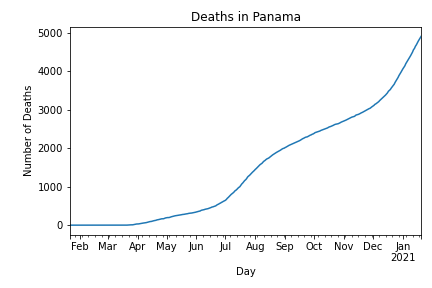 Deaths in Panama
Number of Deaths
5000
4000
3000
2000
1000
0
Feb Mar Apr May Jun Jul Aug Sep Oct Nov Dec Jan
2021
Day